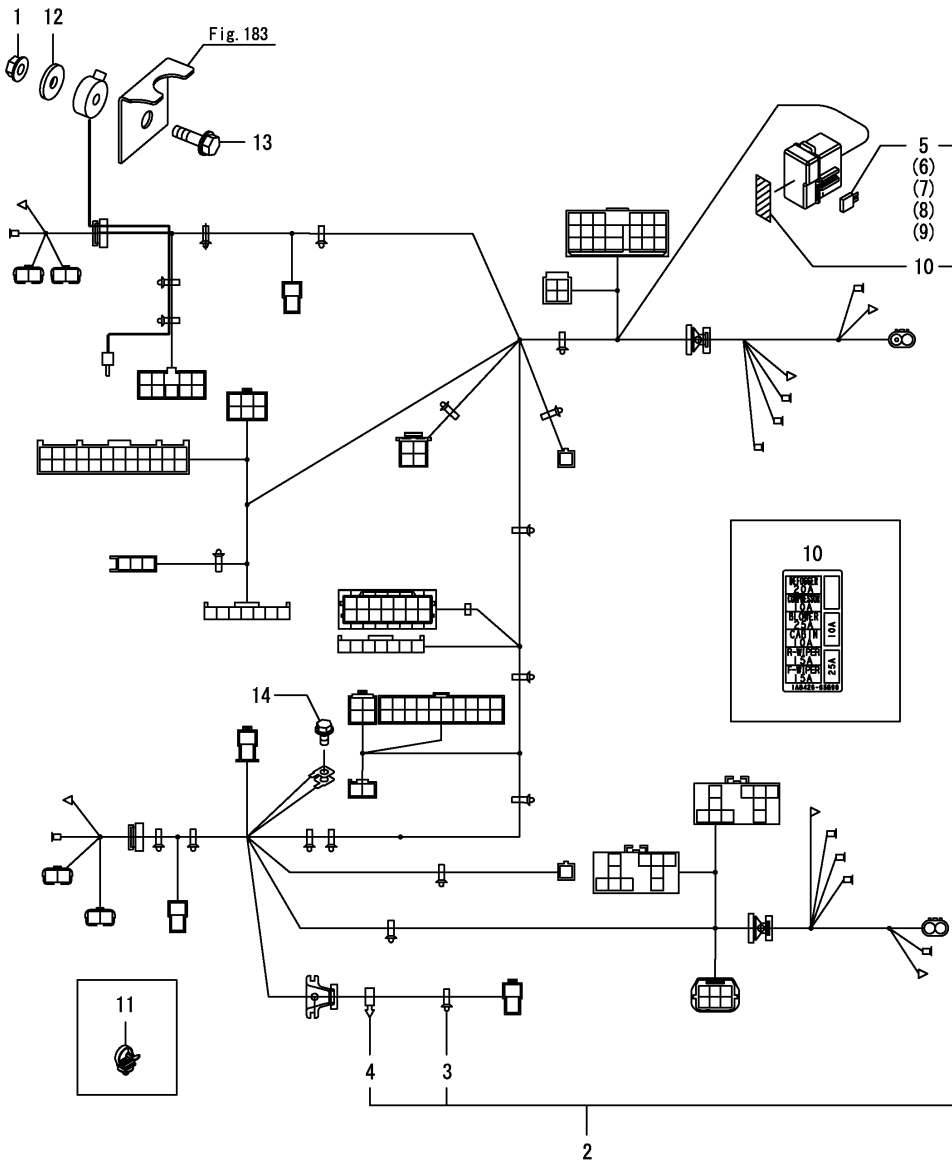 1 12
Fig. 183
13
5
(6)
(7)
(8)
(9)
10
10
DEFOGGER
20A
COMPRESSOR
10A
BLOWER
25A
CABIN
10A
R-WIPER
15A
F-WIPER
15A
10A
25A
14
11
4 3
2